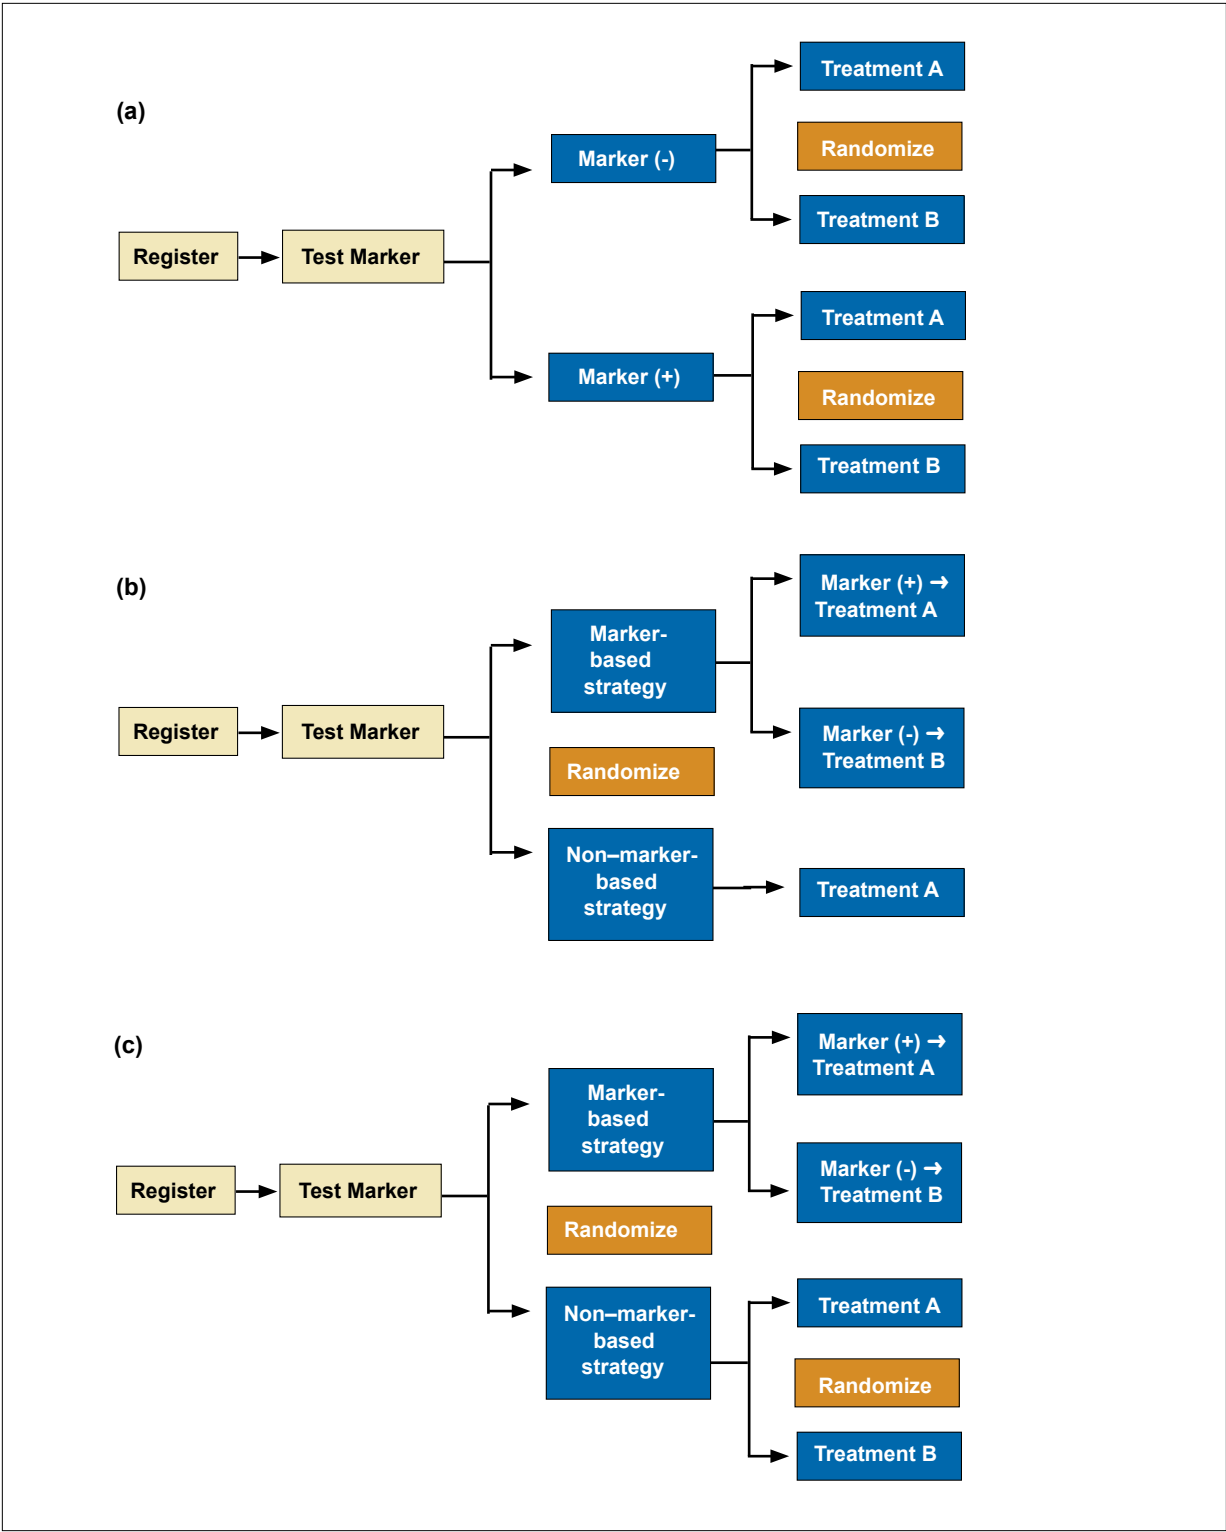 (a)
Register
Test Marker
Marker (-)
Treatment A
Randomize
Treatment B
Marker (+)
Treatment A
Randomize
Treatment B
(b)
Register
Test Marker
Marker-
based
strategy
Randomize
Non–marker-
based
strategy
Marker (+) →
Treatment A
Marker (-) →
Treatment B
Treatment A
(c)
Register
Test Marker
Marker-
based
strategy
Randomize
Non–marker-
based
strategy
Marker (+) →
Treatment A
Marker (-) →
Treatment B
Treatment A
Randomize
Treatment B